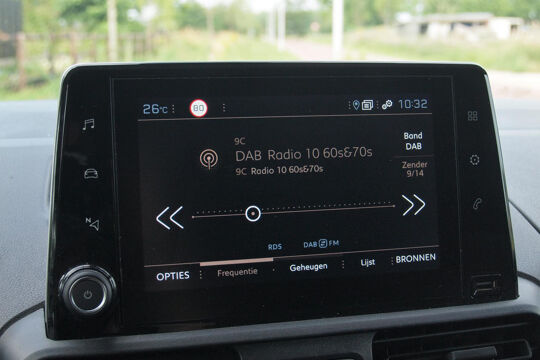 26°C 80 10:32
9C
DAB Radio 10 60s&70s
9C Radio 10 60s&70s
Band
DAB
Zender
9/14
N
RDS DAB FM
OPTIES Frequentie Geheugen Lijst BRONNEN